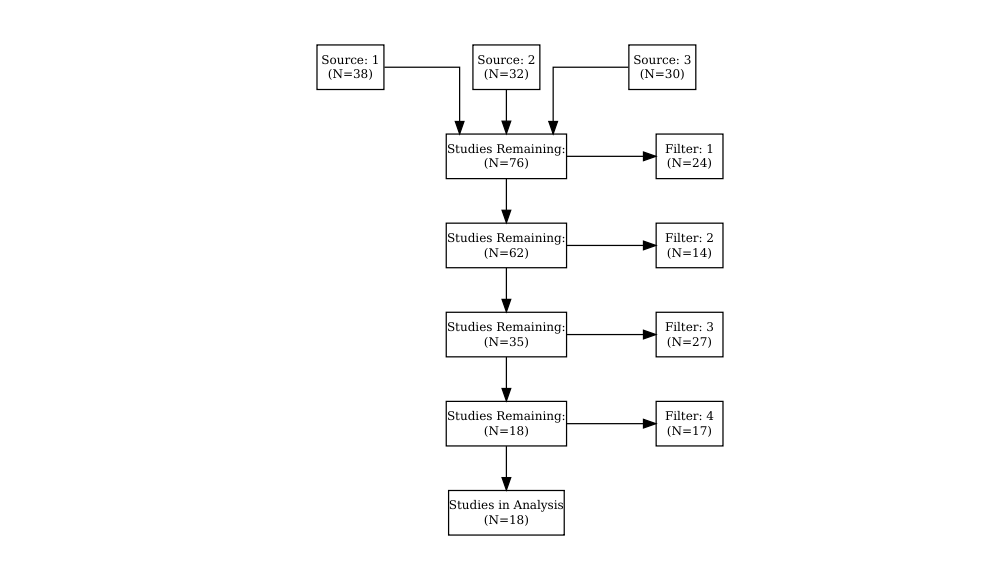 Source: 1
(N=38)
Source: 2
(N=32)
Source: 3
(N=30)
Studies Remaining:
(N=76)
Filter: 1
(N=24)
Studies Remaining:
(N=62)
Filter: 2
(N=14)
Studies Remaining:
(N=35)
Filter: 3
(N=27)
Studies Remaining:
(N=18)
Filter: 4
(N=17)
Studies in Analysis
(N=18)